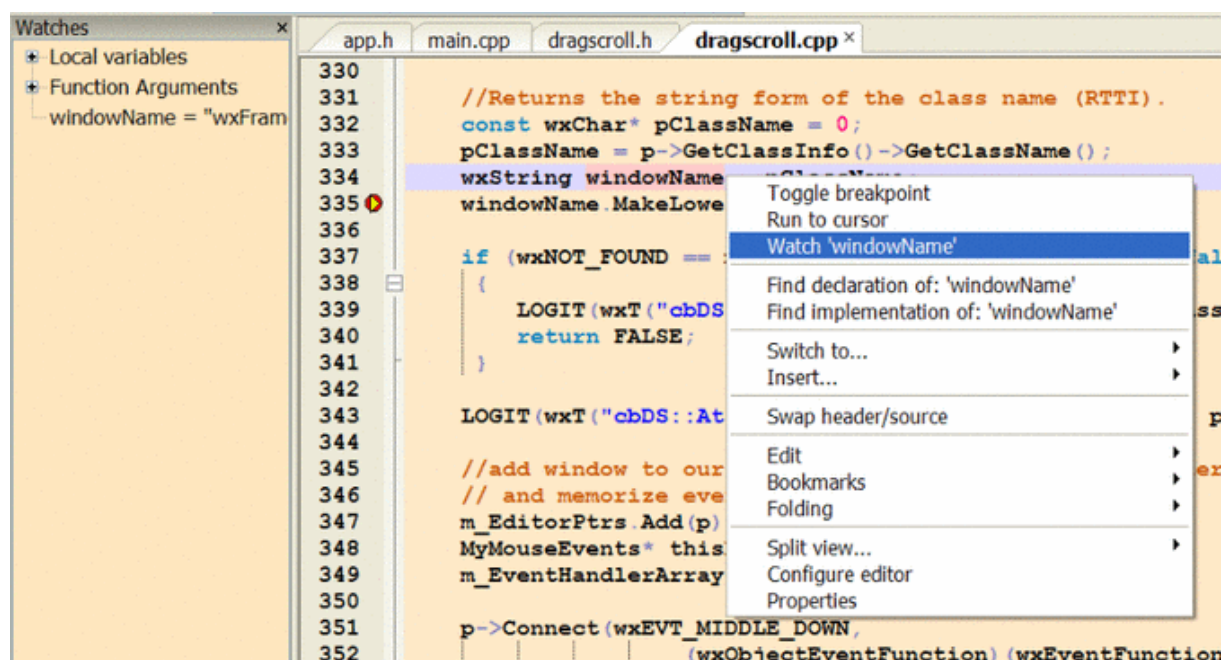 Watches ×
Local variables
Function Arguments
windowName = "wxFram
app.h main.cpp dragscroll.h dragscroll.cpp ×
330
331 //Returns the string form of the class name (RTTI).
332 const wxChar* pClassName = 0;
333 pClassName = p->GetClassInfo()->GetClassName();
334 wxString windowName
335 windowName.MakeLowe
336
337 if (wxNOT_FOUND ==
338 {
339 LOGIT(wxT("cbDS
340 return FALSE;
341 }
342
343 LOGIT(wxT("cbDS::At p
344
345 //add window to our er
346 // and memorize eve
347 m_EditorPtrs.Add(p)
348 MyMouseEvents* this
349 m_EventHandlerArray
350
351 p->Connect(wxEVT_MIDDLE_DOWN,
352 (wxObjectEventFunction)(wxEventFunction
Toggle breakpoint
Run to cursor
Watch 'windowName'
Find declaration of: 'windowName'
Find implementation of: 'windowName'
Switch to...
Insert...
Swap header/source
Edit
Bookmarks
Folding
Split view...
Configure editor
Properties